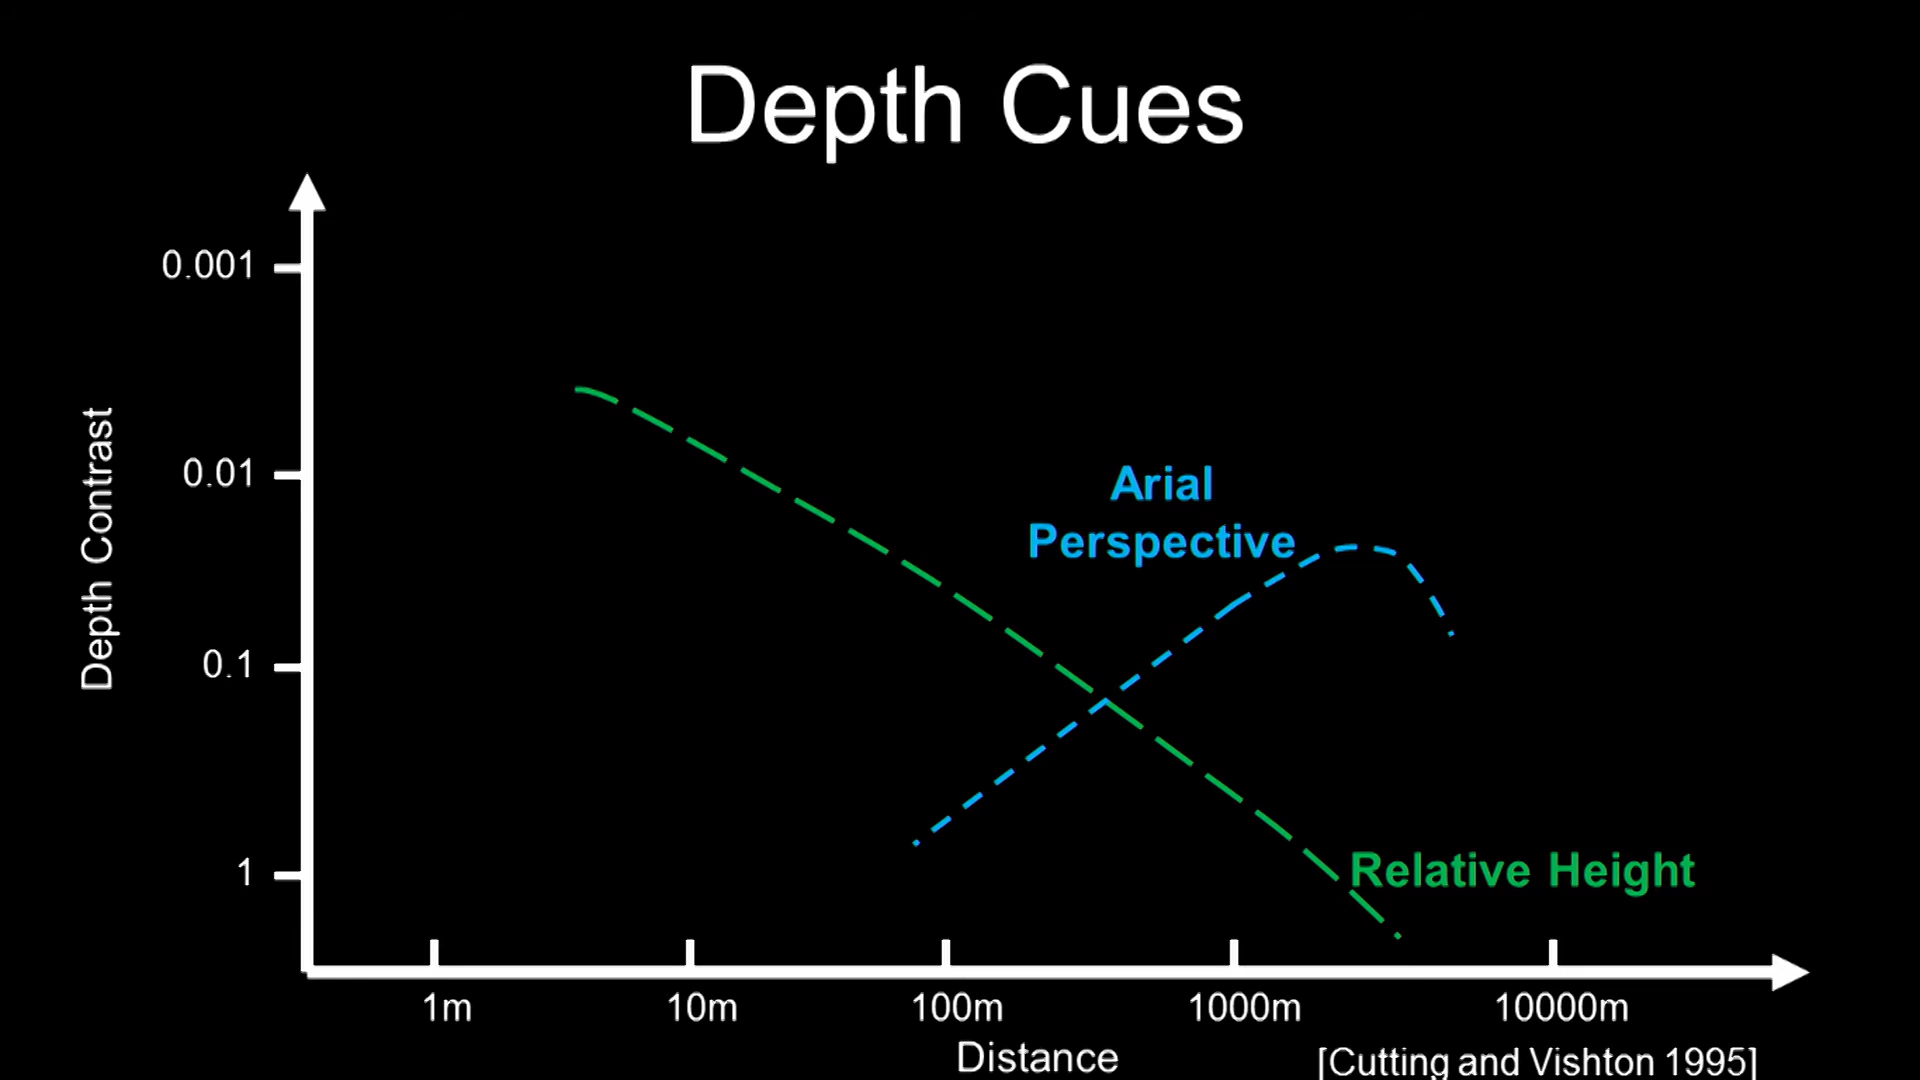 Depth Cues
0.001
0.01
0.1
1
Depth Contrast
Arial
Perspective
Relative Height
1m
10m
100m
1000m
10000m
Distance
[Cutting and Vishton 1995]